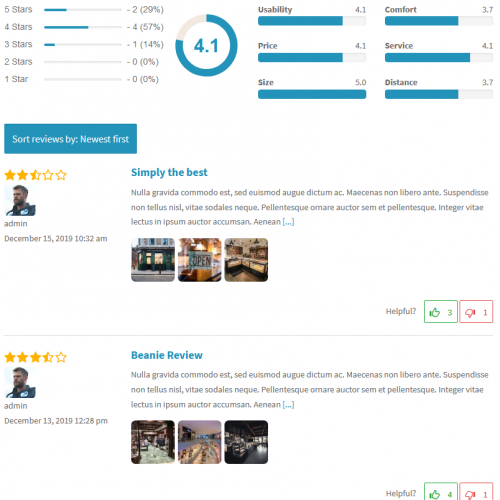 5 Stars - 2 (29%)
4 Stars - 4 (57%)
3 Stars - 1 (14%)
2 Stars - 0 (0%)
1 Star - 0 (0%)
4.1
Usability 4.1
Comfort 3.7
Price 4.1
Service 4.1
Size 5.0
Distance 3.7
Sort reviews by: Newest first
admin
December 15, 2019 10:32 am
Simply the best
Nulla gravida commodo est, sed euismod augue dictum ac. Maecenas non libero ante. Suspendisse
non tellus nisl, vitae sodales neque. Pellentesque ornare auctor sem et pellentesque. Integer vitae
lectus in ipsum auctor accumsan. Aenean [...]
OPEN
Helpful? 3 1
admin
December 13, 2019 12:28 pm
Beanie Review
Nulla gravida commodo est, sed euismod augue dictum ac. Maecenas non libero ante. Suspendisse
non tellus nisl, vitae sodales neque. Pellentesque ornare auctor sem et pellentesque. Integer vitae
lectus in ipsum auctor accumsan. Aenean [...]
Helpful? 4 1